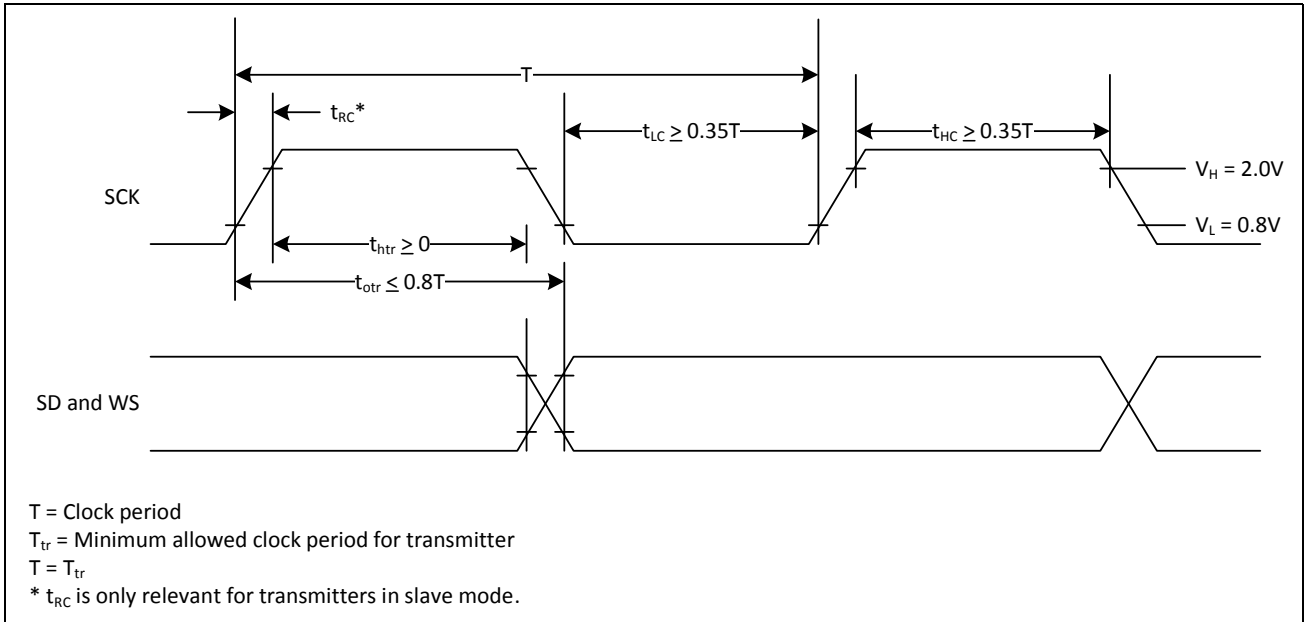 T
tRC*
tLC ≥ 0.35T
tHC ≥ 0.35T
SCK
VH = 2.0V
VL = 0.8V
thtr ≥ 0
totr ≤ 0.8T
SD and WS
T = Clock period
Ttr = Minimum allowed clock period for transmitter
T = Ttr
* tRC is only relevant for transmitters in slave mode.